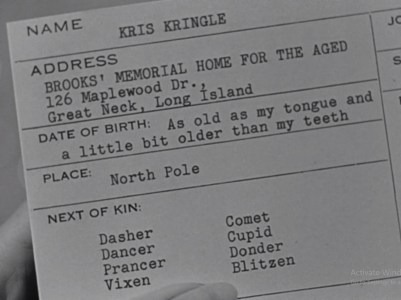 NAME KRIS KRINGLE
ADDRESS
BROOKS' MEMORIAL HOME FOR THE AGED
126 Maplewood Dr.,
Great Neck, Long Island
DATE OF BIRTH: As old as my tongue and
a little bit older than my teeth
PLACE: North Pole
NEXT OF KIN:
Dasher Comet
Dancer Cupid
Prancer Donder
Vixen Blitzen
JO
S